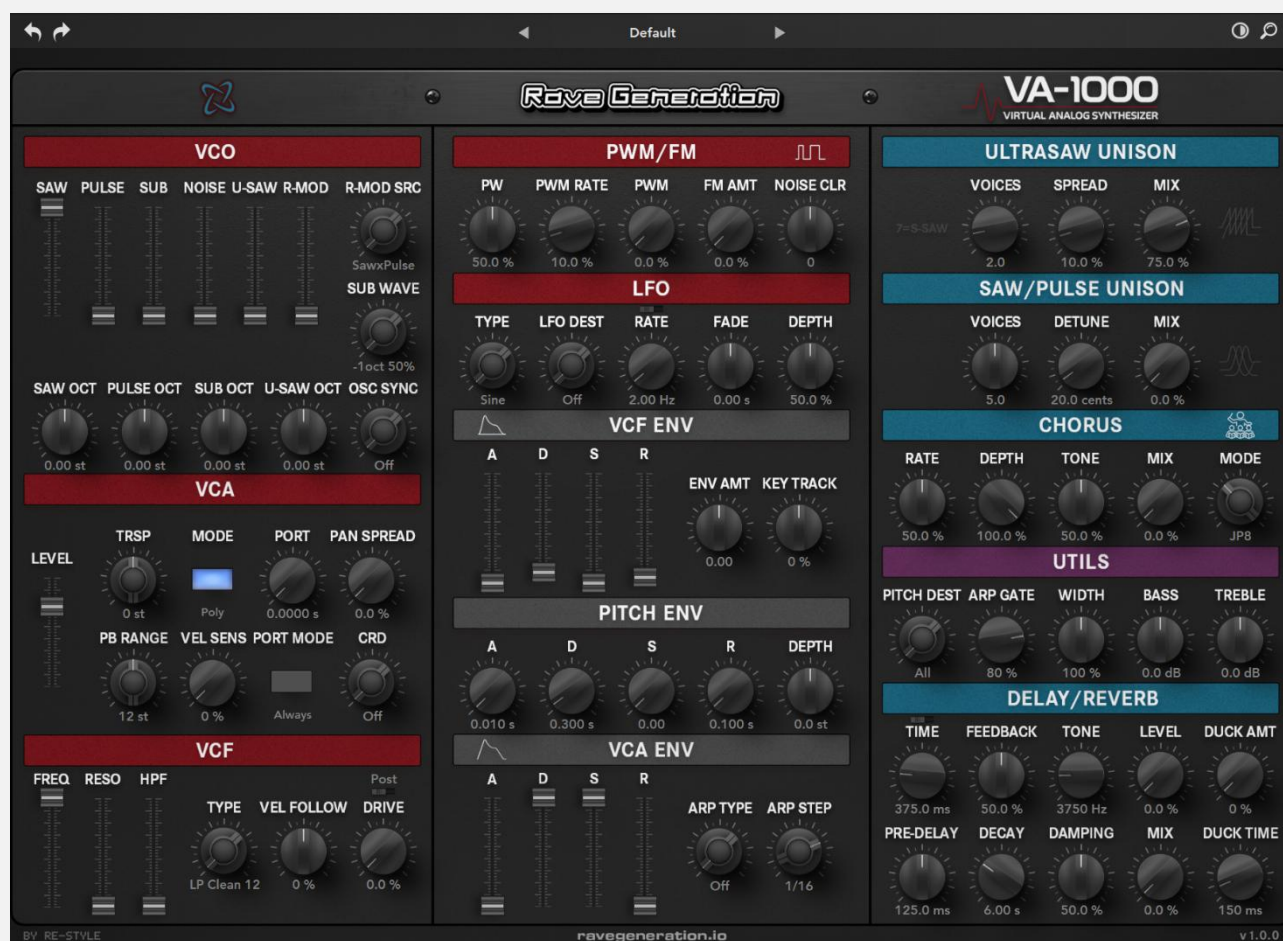 Default
Rave Generation
VA-1000
VIRTUAL ANALOG SYNTHESIZER
VCO
SAW PULSE SUB NOISE U-SAW R-MOD R-MOD SRC
SawxPulse
SUB WAVE
-1oct 50%
SAW OCT PULSE OCT SUB OCT U-SAW OCT OSC SYNC
0.00 st 0.00 st 0.00 st 0.00 st Off
VCA
LEVEL
TRSP MODE PORT PAN SPREAD
0 st Poly 0.0000 s 0.0 %
PB RANGE VEL SENS PORT MODE CRD
12 st 0 % Always Off
VCF
FREQ RESO HPF
Post
TYPE VEL FOLLOW DRIVE
LP Clean 12 0 % 0.0 %
BY RE-STYLE
PWM/FM
PW PWM RATE PWM FM AMT NOISE CLR
50.0 % 10.0 % 0.0 % 0.0 % 0
LFO
TYPE LFO DEST RATE FADE DEPTH
Sine Off 2.00 Hz 0.00 s 50.0 %
VCF ENV
A D S R
ENV AMT KEY TRACK
0.00 0 %
PITCH ENV
A D S R DEPTH
0.010 s 0.300 s 0.00 0.100 s 0.0 st
VCA ENV
A D S R
ARP TYPE ARP STEP
Off 1/16
ravegeneration.io
ULTRASAW UNISON
VOICES SPREAD MIX
7=S-SAW
2.0 10.0 % 75.0 %
SAW/PULSE UNISON
VOICES DETUNE MIX
5.0 20.0 cents 0.0 %
CHORUS
RATE DEPTH TONE MIX MODE
50.0 % 100.0 % 50.0 % 0.0 % JP8
UTILS
PITCH DEST ARP GATE WIDTH BASS TREBLE
All 80 % 100 % 0.0 dB 0.0 dB
DELAY/REVERB
TIME FEEDBACK TONE LEVEL DUCK AMT
375.0 ms 50.0 % 3750 Hz 0.0 % 0 %
PRE-DELAY DECAY DAMPING MIX DUCK TIME
125.0 ms 6.00 s 50.0 % 0.0 % 150 ms
v1.0.0